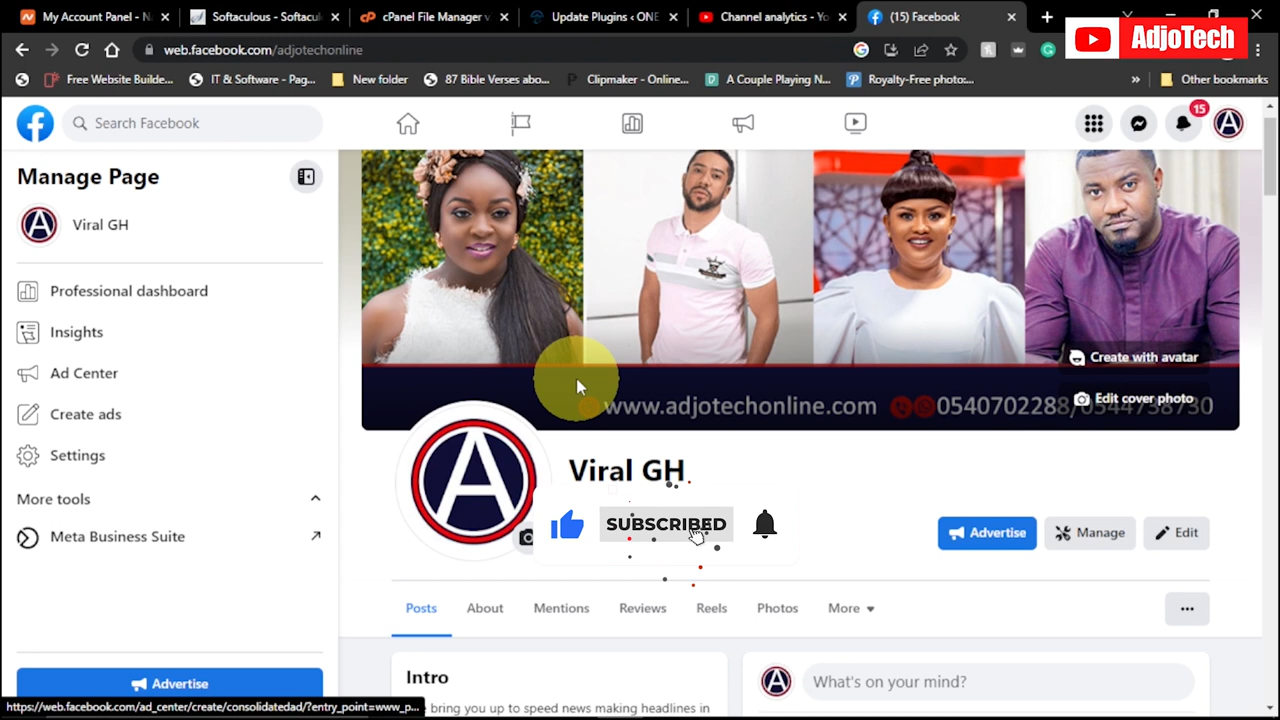 My Account Panel - N
Softaculous - Softacul
cPanel File Manager v
Update Plugins ‹ ONE
Channel analytics - Yo
(15) Facebook
AdjoTech
web.facebook.com/adjotechonline
Free Website Builde...
IT & Software - Pag...
New folder
87 Bible Verses abo...
Clipmaker - Online...
A Couple Playing N...
Royalty-Free photo:...
»
Other bookmarks
Search Facebook
15
Manage Page
Viral GH
Professional dashboard
Insights
Ad Center
Create ads
Settings
More tools
Meta Business Suite
Advertise
https://web.facebook.com/ad_center/create/consolidatedad/?entry_point=www_p...
Create with avatar
Edit cover photo
www.adjotechonline.com
0540702288/0544738730
A
Viral GH
SUBSCRIBED
Advertise
Manage
Edit
Posts
About
Mentions
Reviews
Reels
Photos
More
Intro
bring you up to speed news making headlines in
What's on your mind?